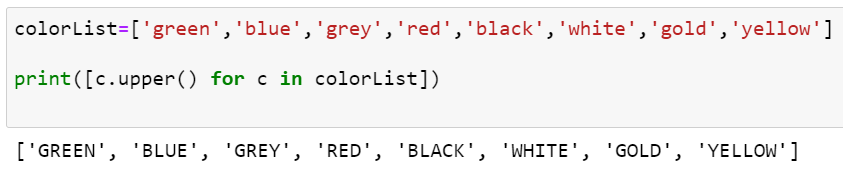 colorList=['green','blue','grey','red','black','white','gold','yellow']
print([c.upper() for c in colorList])
['GREEN', 'BLUE', 'GREY', 'RED', 'BLACK', 'WHITE', 'GOLD', 'YELLOW']